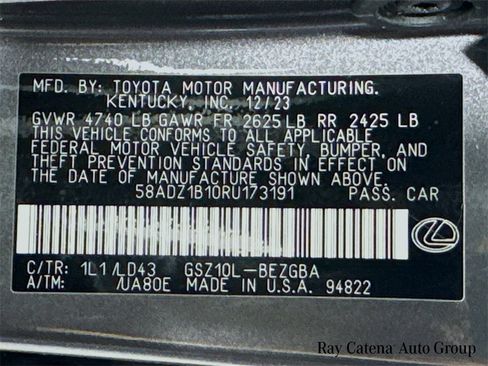 MFD. BY: TOYOTA MOTOR MANUFACTURING.
KENTUCKY, INC. 12/23
GVWR 4740 LB GAWR FR 2625 LB RR 2425 LB
THIS VEHICLE CONFORMS TO ALL APPLICABLE
FEDERAL MOTOR VEHICLE SAFETY, BUMPER, AND
THEFT PREVENTION STANDARDS IN EFFECT ON
THE DATE OF MANUFACTURE SHOWN ABOVE.
58ADZ1B10RU173191 PASS. CAR
C/TR: 1L1/LD43 GSZ10L-BEZGBA
A/TM: /UA80E MADE IN U.S.A. 94822
Ray Catena Auto Group